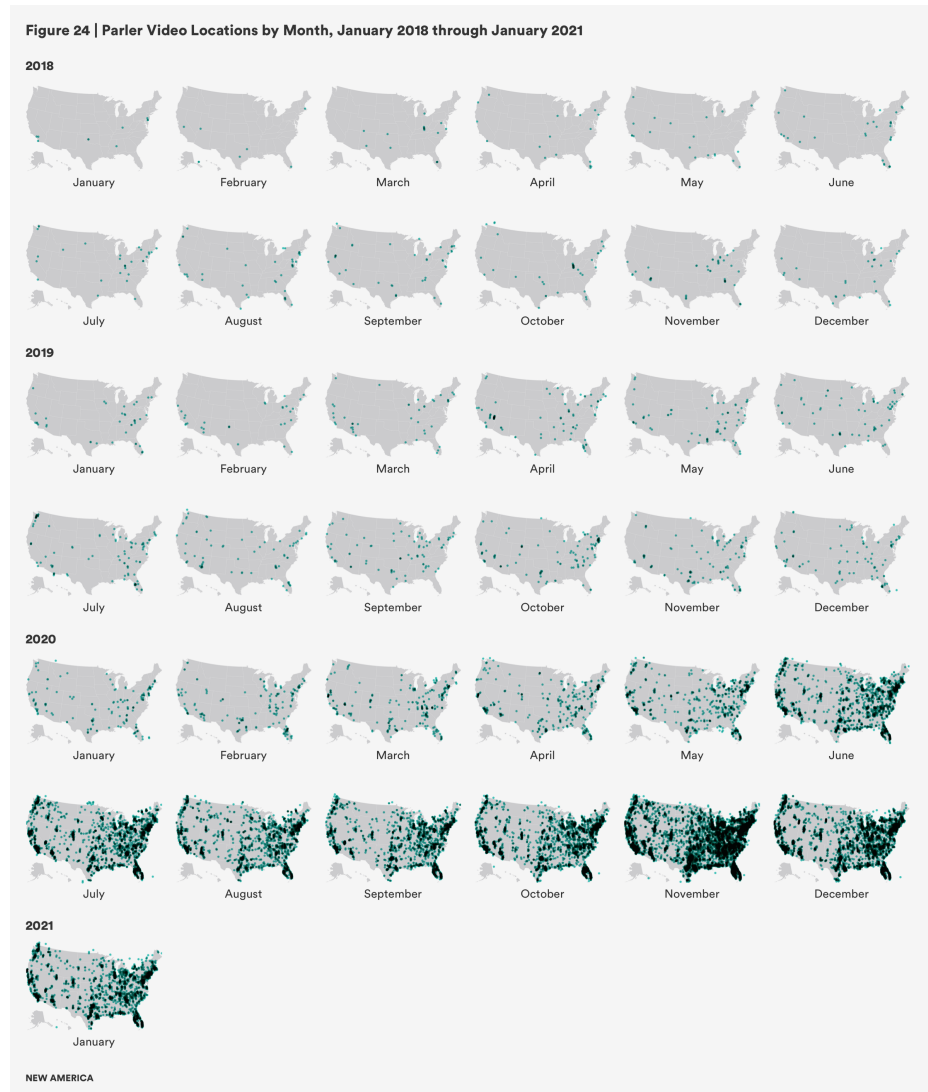 Figure 24 | Parler Video Locations by Month, January 2018 through January 2021
2018
January February March April May June
July August September October November December
2019
January February March April May June
July August September October November December
2020
January February March April May June
July August September October November December
2021
January
NEW AMERICA